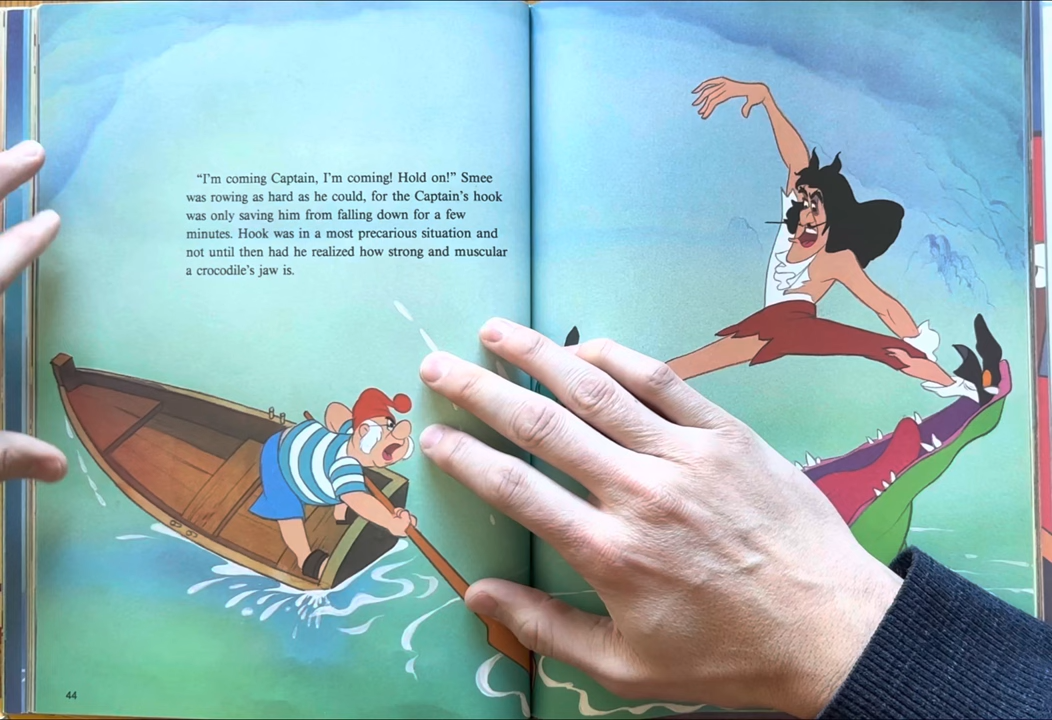 “I’m coming Captain, I’m coming! Hold on!” Smee
was rowing as hard as he could, for the Captain’s hook
was only saving him from falling down for a few
minutes. Hook was in a most precarious situation and
not until then had he realized how strong and muscular
a crocodile’s jaw is.
44